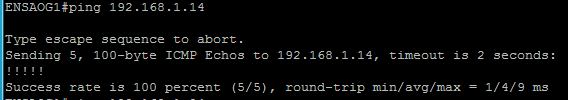 ENSAOG1#ping 192.168.1.14
Type escape sequence to abort.
Sending 5, 100-byte ICMP Echos to 192.168.1.14, timeout is 2 seconds:
!!!!!
Success rate is 100 percent (5/5), round-trip min/avg/max = 1/4/9 ms